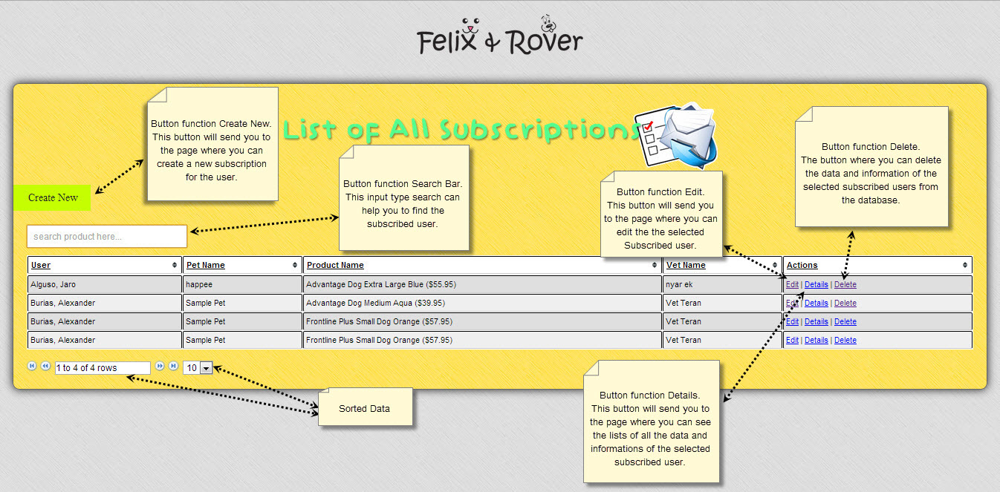 Felix & Rover
List of All Subscriptions
Button function Create New.
This button will send you to
the page where you can
create a new subscription
for the user.
Button function Search Bar.
This input type search can
help you to find the
subscribed user.
Button function Edit.
This button will send you
to the page where you can
edit the the selected
Subscribed user.
Button function Delete.
The button where you can delete
the data and information of the
selected subscribed users from
the database.
Create New
search product here...
User Pet Name Product Name Vet Name Actions
Alguso, Jaro happee Advantage Dog Extra Large Blue ($55.95) nyar ek Edit | Details | Delete
Burias, Alexander Sample Pet Advantage Dog Medium Aqua ($39.95) Vet Teran Edit | Details | Delete
Burias, Alexander Sample Pet Frontline Plus Small Dog Orange ($57.95) Vet Teran Edit | Details | Delete
Burias, Alexander Sample Pet Frontline Plus Small Dog Orange ($57.95) Vet Teran Edit | Details | Delete
1 to 4 of 4 rows 10
Sorted Data
Button function Details.
This button will send you to
the page where you can see
the lists of all the data and
informations of the selected
subscribed user.